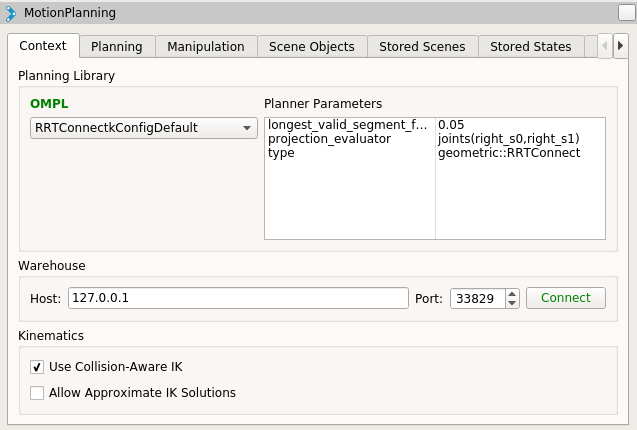 MotionPlanning
Context Planning Manipulation Scene Objects Stored Scenes Stored States
Planning Library
OMPL
RRTConnectkConfigDefault
Planner Parameters
longest_valid_segment_f... 0.05
projection_evaluator joints(right_s0,right_s1)
type geometric::RRTConnect
Warehouse
Host: 127.0.0.1 Port: 33829 Connect
Kinematics
Use Collision-Aware IK
Allow Approximate IK Solutions